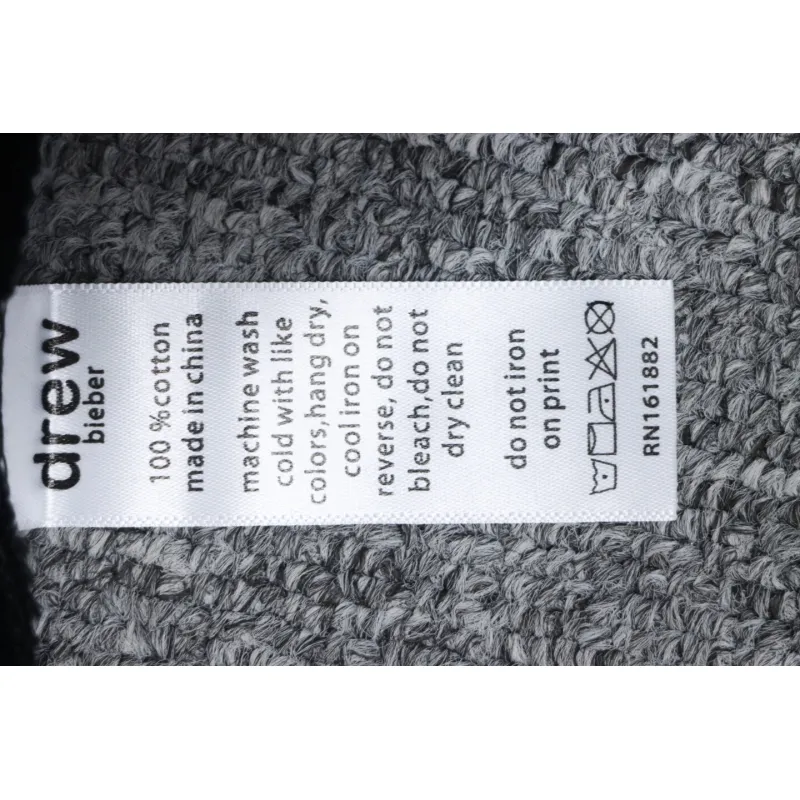 drew
bieber
100 %cotton
made in china
machine wash
cold with like
colors,hang dry,
cool iron on
reverse, do not
bleach,do not
dry clean
do not iron
on print
RN161882